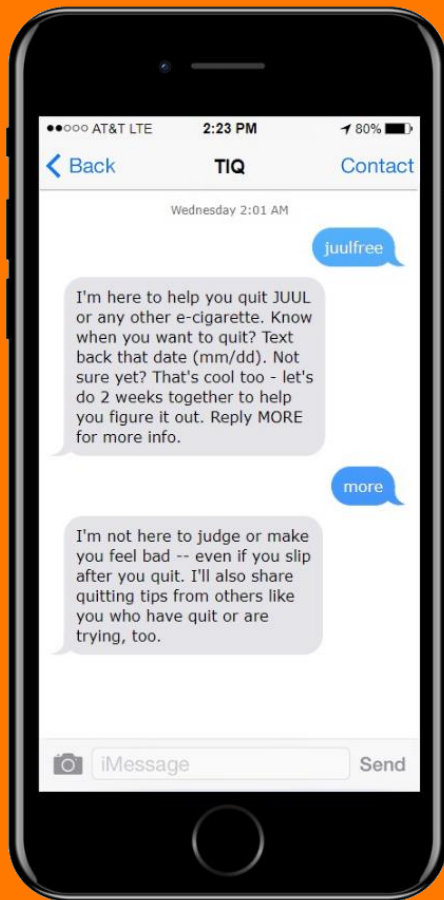 ●●○○○ AT&T LTE 2:23 PM 80%
Back TIQ Contact
Wednesday 2:01 AM
juulfree
I'm here to help you quit JUUL
or any other e-cigarette. Know
when you want to quit? Text
back that date (mm/dd). Not
sure yet? That's cool too - let's
do 2 weeks together to help
you figure it out. Reply MORE
for more info.
more
I'm not here to judge or make
you feel bad -- even if you slip
after you quit. I'll also share
quitting tips from others like
you who have quit or are
trying, too.
iMessage Send